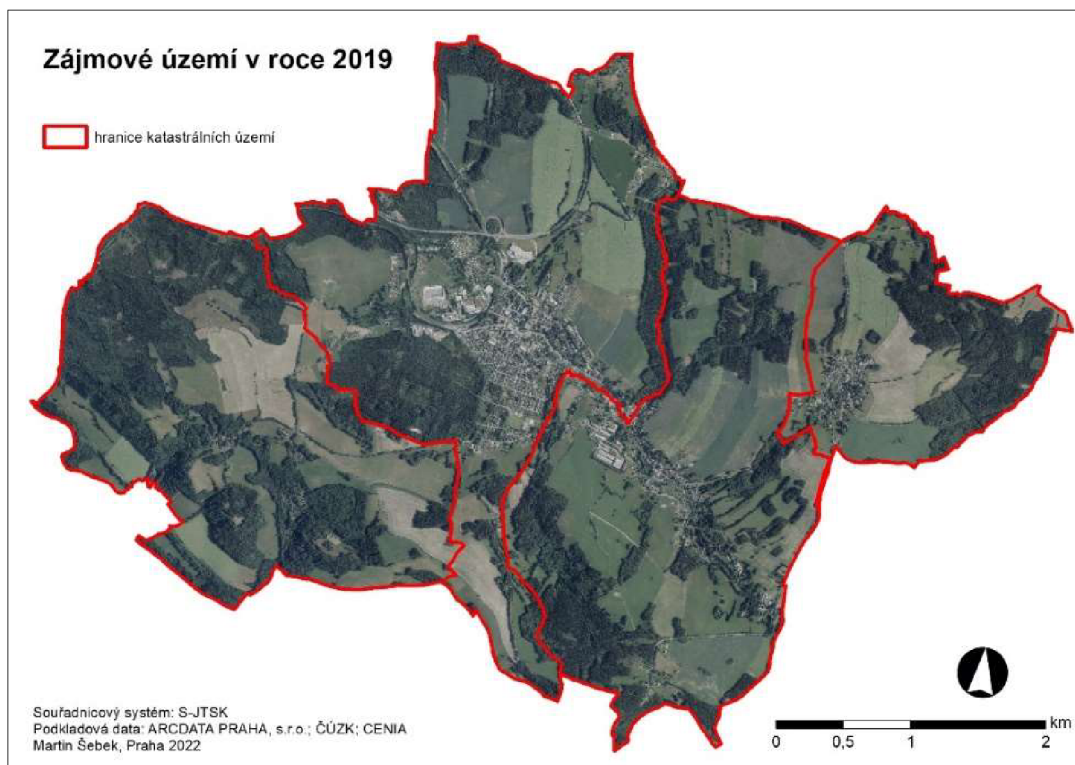 Zájmové území v roce 2019
hranice katastrálních území
Souřadnicový systém: S-JTSK
Podkladová data: ARCDATA PRAHA, s.r.o.; ČÚZK; CENIA
Martin Šebek, Praha 2022
km
0 0,5 1 2